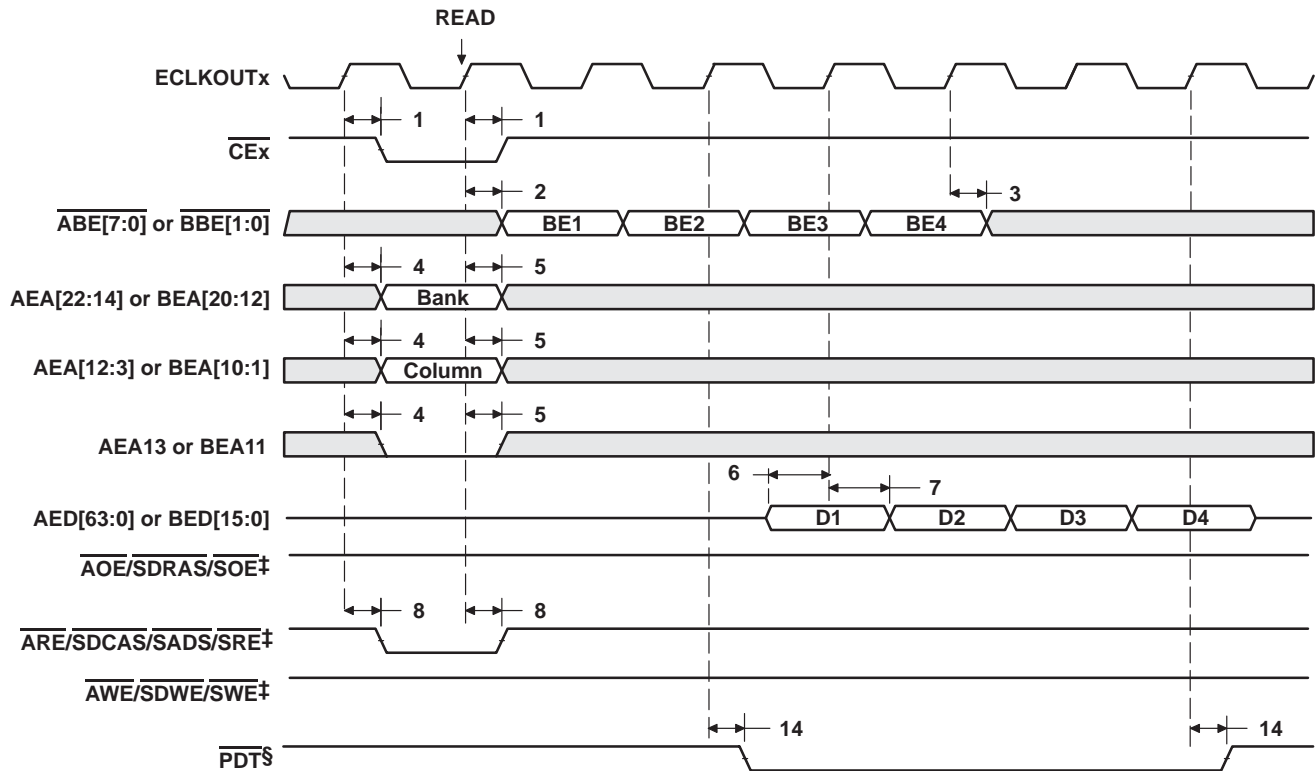 READ
ECLKOUTx
1 1
CEx
2
3
ABE[7:0] or BBE[1:0] BE1 BE2 BE3 BE4
4 5
AEA[22:14] or BEA[20:12] Bank
4 5
AEA[12:3] or BEA[10:1] Column
4 5
AEA13 or BEA11
6 7
AED[63:0] or BED[15:0] D1 D2 D3 D4
AOE/SDRAS/SOE‡
8 8
ARE/SDCAS/SADS/SRE‡
AWE/SDWE/SWE‡
14 14
PDT§